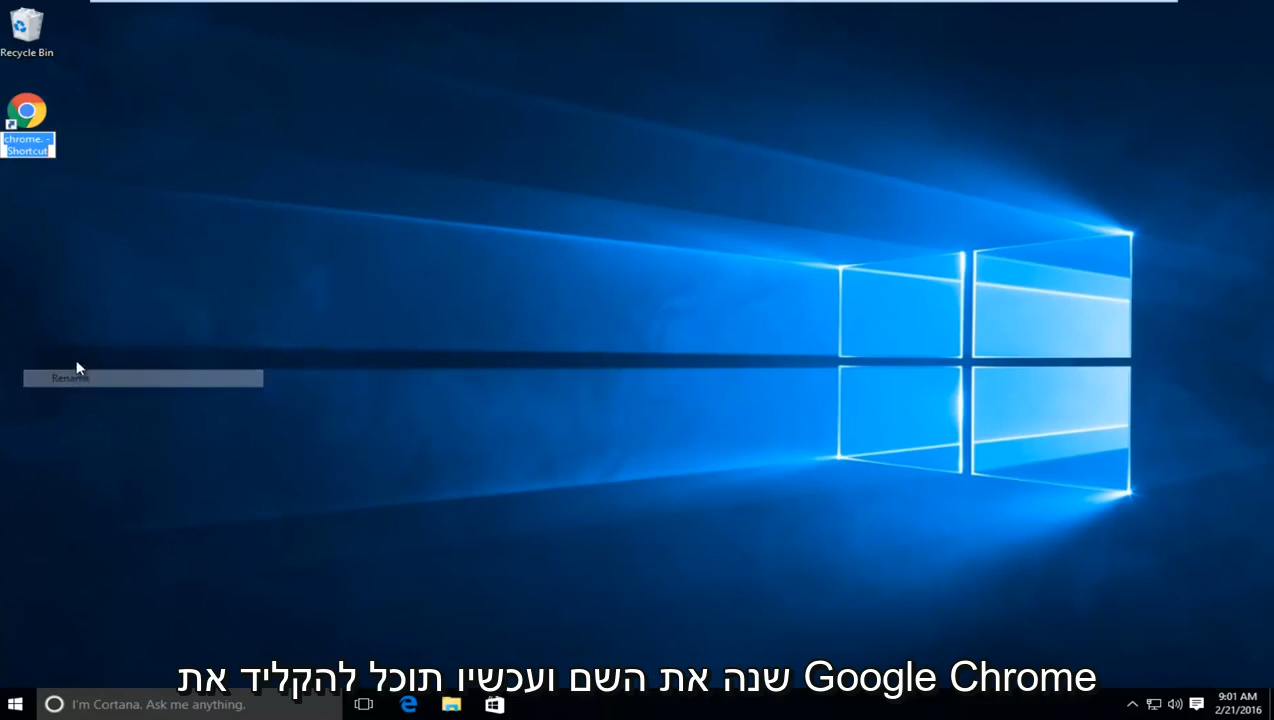 Recycle Bin
chrome. -
Shortcut
Rename
שנה את השם ועכשיו תוכל להקליד את Google Chrome
I'm Cortana. Ask me anything.
9:01 AM
2/21/2016